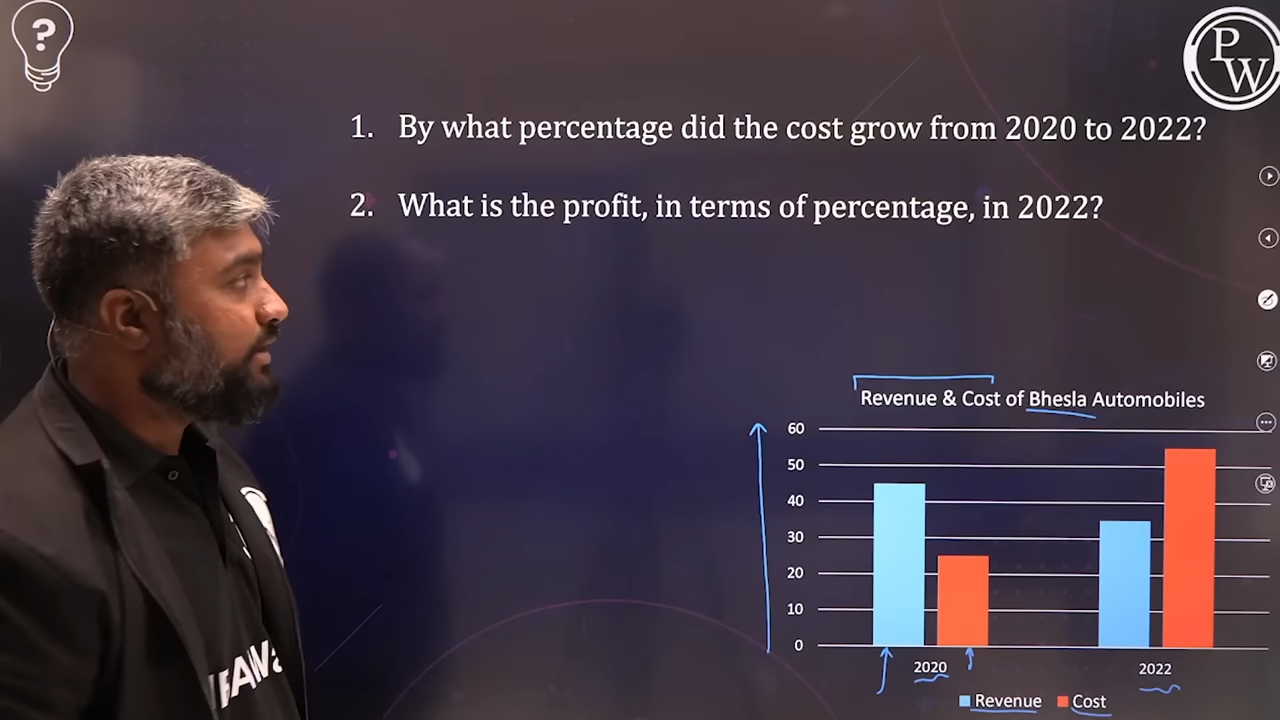 ?
PW
1. By what percentage did the cost grow from 2020 to 2022?
2. What is the profit, in terms of percentage, in 2022?
Revenue & Cost of Bhesla Automobiles
60
50
40
30
20
10
0
2020 2022
Revenue Cost